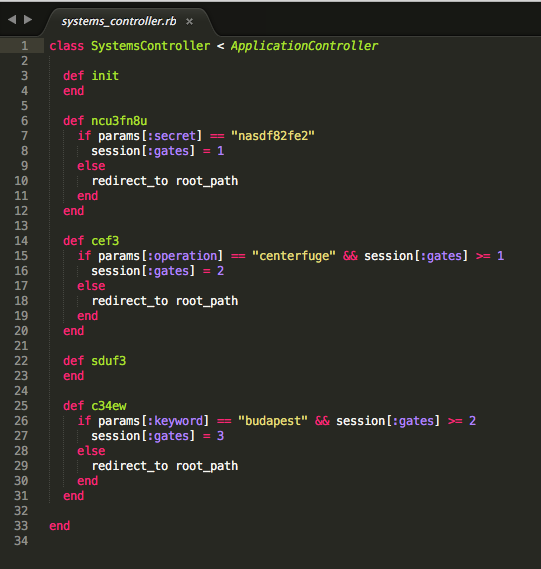 systems_controller.rb ×
1 class SystemsController < ApplicationController
2
3   def init
4   end
5
6   def ncu3fn8u
7     if params[:secret] == "nasdf82fe2"
8       session[:gates] = 1
9     else
10       redirect_to root_path
11     end
12   end
13
14   def cef3
15     if params[:operation] == "centerfuge" && session[:gates] >= 1
16       session[:gates] = 2
17     else
18       redirect_to root_path
19     end
20   end
21
22   def sduf3
23   end
24
25   def c34ew
26     if params[:keyword] == "budapest" && session[:gates] >= 2
27       session[:gates] = 3
28     else
29       redirect_to root_path
30     end
31   end
32
33 end
34